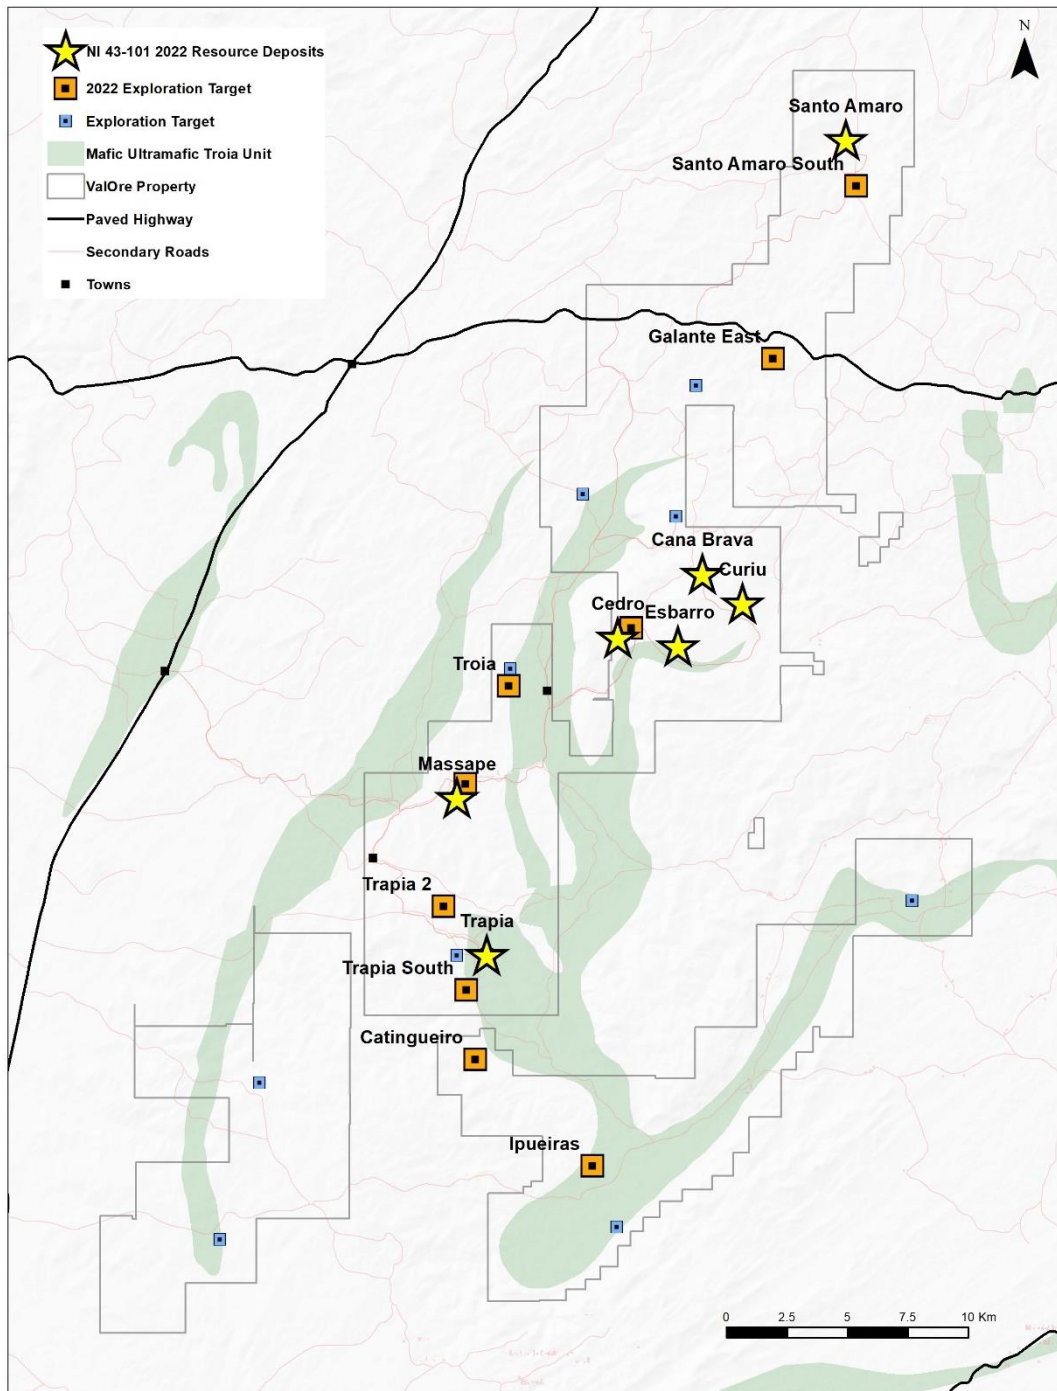 N
NI 43-101 2022 Resource Deposits
2022 Exploration Target
Exploration Target
Mafic Ultramafic Troia Unit
ValOre Property
Paved Highway
Secondary Roads
Towns
Santo Amaro
Santo Amaro South
Galante East
Cana Brava
Curiu
Cedro
Esbarro
Troia
Massape
Trapia 2
Trapia
Trapia South
Catingueiro
Ipueiras
0 2.5 5 7.5 10 Km